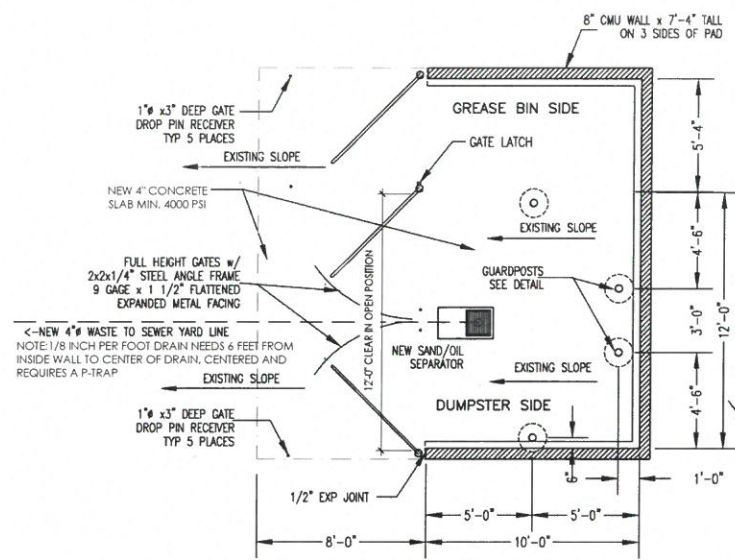 8" CMU WALL x 7'-4" TALL
ON 3 SIDES OF PAD
1"ø x3" DEEP GATE
DROP PIN RECEIVER
TYP 5 PLACES
GREASE BIN SIDE
EXISTING SLOPE
GATE LATCH
5'-4"
NEW 4" CONCRETE
SLAB MIN. 4000 PSI
EXISTING SLOPE
4'-6"
FULL HEIGHT GATES w/
2x2x1/4" STEEL ANGLE FRAME
9 GAGE x 1 1/2" FLATTENED
EXPANDED METAL FACING
GUARDPOSTS
SEE DETAIL
12'-0" CLEAR IN OPEN POSITION
3'-0"
12'-0"
<-NEW 4"ø WASTE TO SEWER YARD LINE
NOTE:1/8 INCH PER FOOT DRAIN NEEDS 6 FEET FROM
INSIDE WALL TO CENTER OF DRAIN, CENTERED AND
REQUIRES A P-TRAP
NEW SAND/OIL
SEPARATOR
EXISTING SLOPE
EXISTING SLOPE
4'-6"
DUMPSTER SIDE
1"ø x3" DEEP GATE
DROP PIN RECEIVER
TYP 5 PLACES
6"
1'-0"
1/2" EXP JOINT
5'-0"
5'-0"
8'-0"
10'-0"